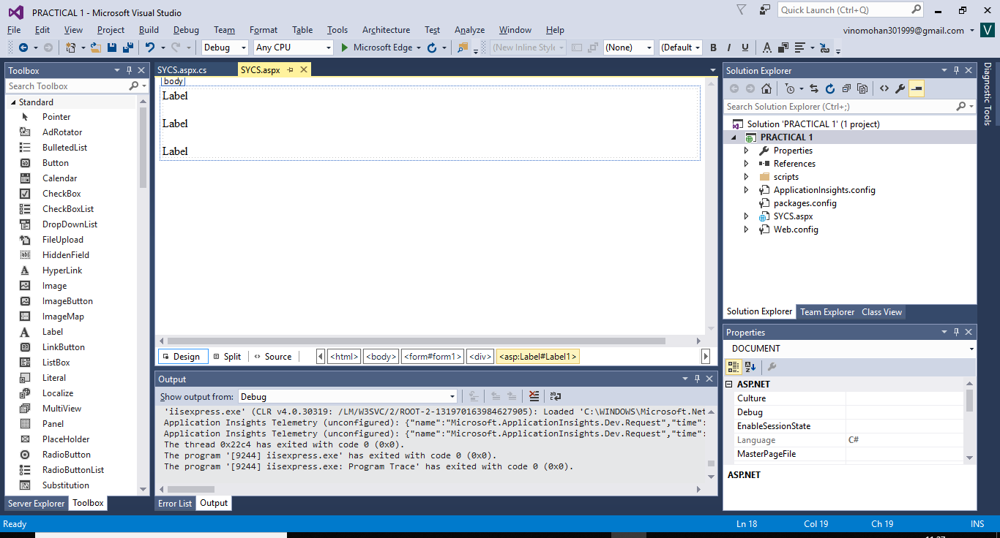 PRACTICAL 1 - Microsoft Visual Studio
Quick Launch (Ctrl+Q)
File Edit View Project Build Debug Team Format Table Tools Architecture Test Analyze Window Help
vinomohan301999@gmail.com V
Debug Any CPU Microsoft Edge (New Inline Style (None) (Default B I U A
Toolbox
Search Toolbox
Standard
Pointer
AdRotator
BulletedList
Button
Calendar
CheckBox
CheckBoxList
DropDownList
FileUpload
HiddenField
HyperLink
Image
ImageButton
ImageMap
Label
LinkButton
ListBox
Literal
Localize
MultiView
Panel
PlaceHolder
RadioButton
RadioButtonList
Substitution
Server Explorer Toolbox
SYCS.aspx.cs SYCS.aspx
body
Label
Label
Label
Design Split Source <html> <body> <form#form1> <div> <asp:Label#Label1>
Output
Show output from: Debug
'iisexpress.exe' (CLR v4.0.30319: /LM/W3SVC/2/ROOT-2-131970163984627905): Loaded 'C:\WINDOWS\Microsoft.Net
Application Insights Telemetry (unconfigured): {"name":"Microsoft.ApplicationInsights.Dev.Request","time":
Application Insights Telemetry (unconfigured): {"name":"Microsoft.ApplicationInsights.Dev.Request","time":
The thread 0x22c4 has exited with code 0 (0x0).
The program '[9244] iisexpress.exe' has exited with code 0 (0x0).
The program '[9244] iisexpress.exe: Program Trace' has exited with code 0 (0x0).
Error List Output
Solution Explorer
Search Solution Explorer (Ctrl+;)
Solution 'PRACTICAL 1' (1 project)
PRACTICAL 1
Properties
References
scripts
ApplicationInsights.config
packages.config
SYCS.aspx
Web.config
Solution Explorer Team Explorer Class View
Properties
DOCUMENT
ASP.NET
Culture
Debug
EnableSessionState
Language C#
MasterPageFile
ASP.NET
Diagnostic Tools
Ready Ln 18 Col 19 Ch 19 INS